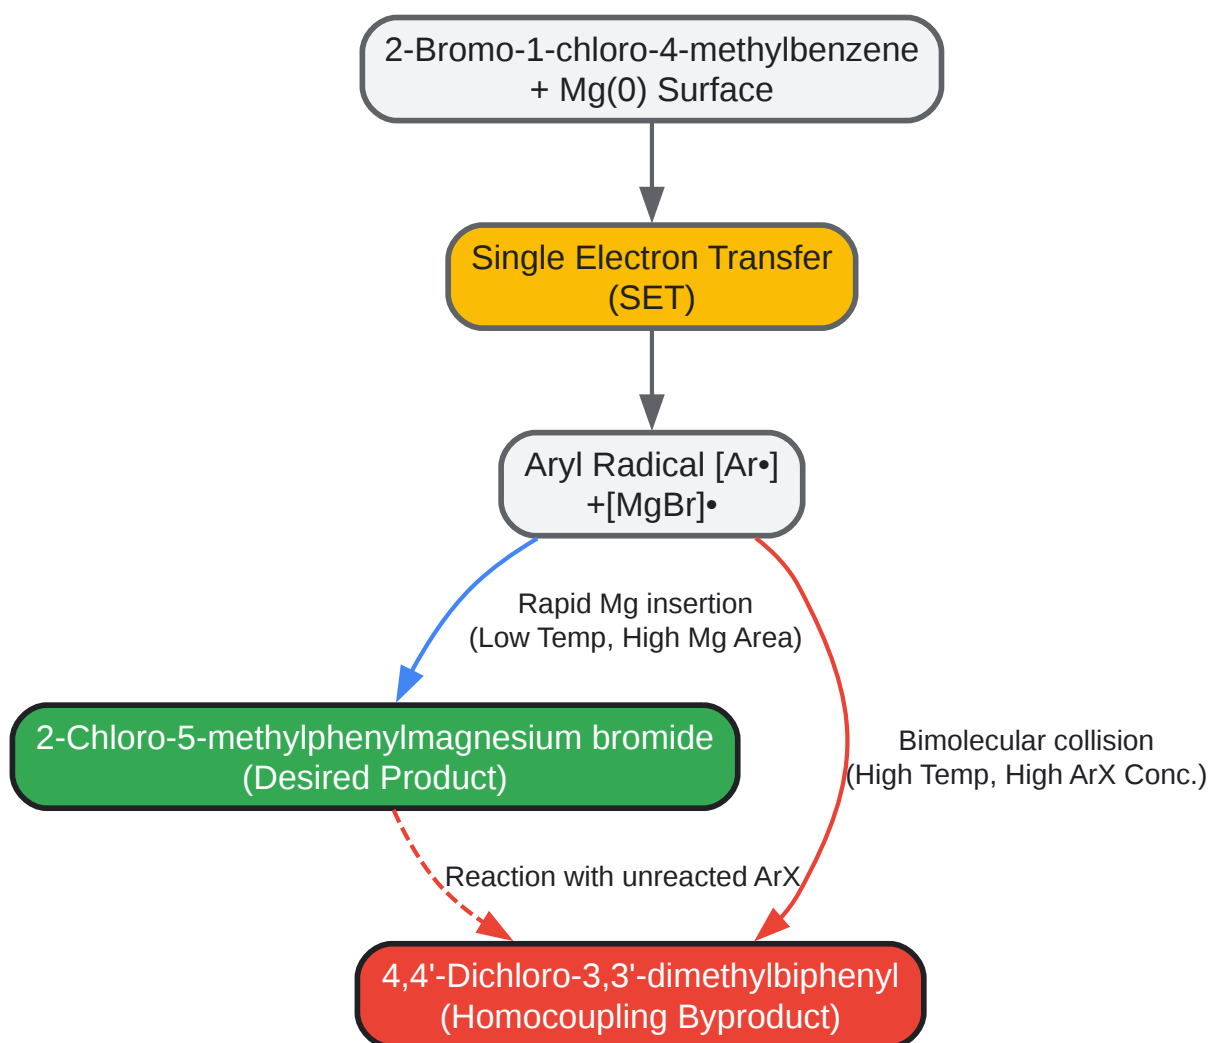 2-Bromo-1-chloro-4-methylbenzene
+ Mg(0) Surface
Single Electron Transfer
(SET)
Aryl Radical [Ar•]
+[MgBr]•
Rapid Mg insertion
(Low Temp, High Mg Area)
2-Chloro-5-methylphenylmagnesium bromide
(Desired Product)
Bimolecular collision
(High Temp, High ArX Conc.)
Reaction with unreacted ArX
4,4'-Dichloro-3,3'-dimethylbiphenyl
(Homocoupling Byproduct)